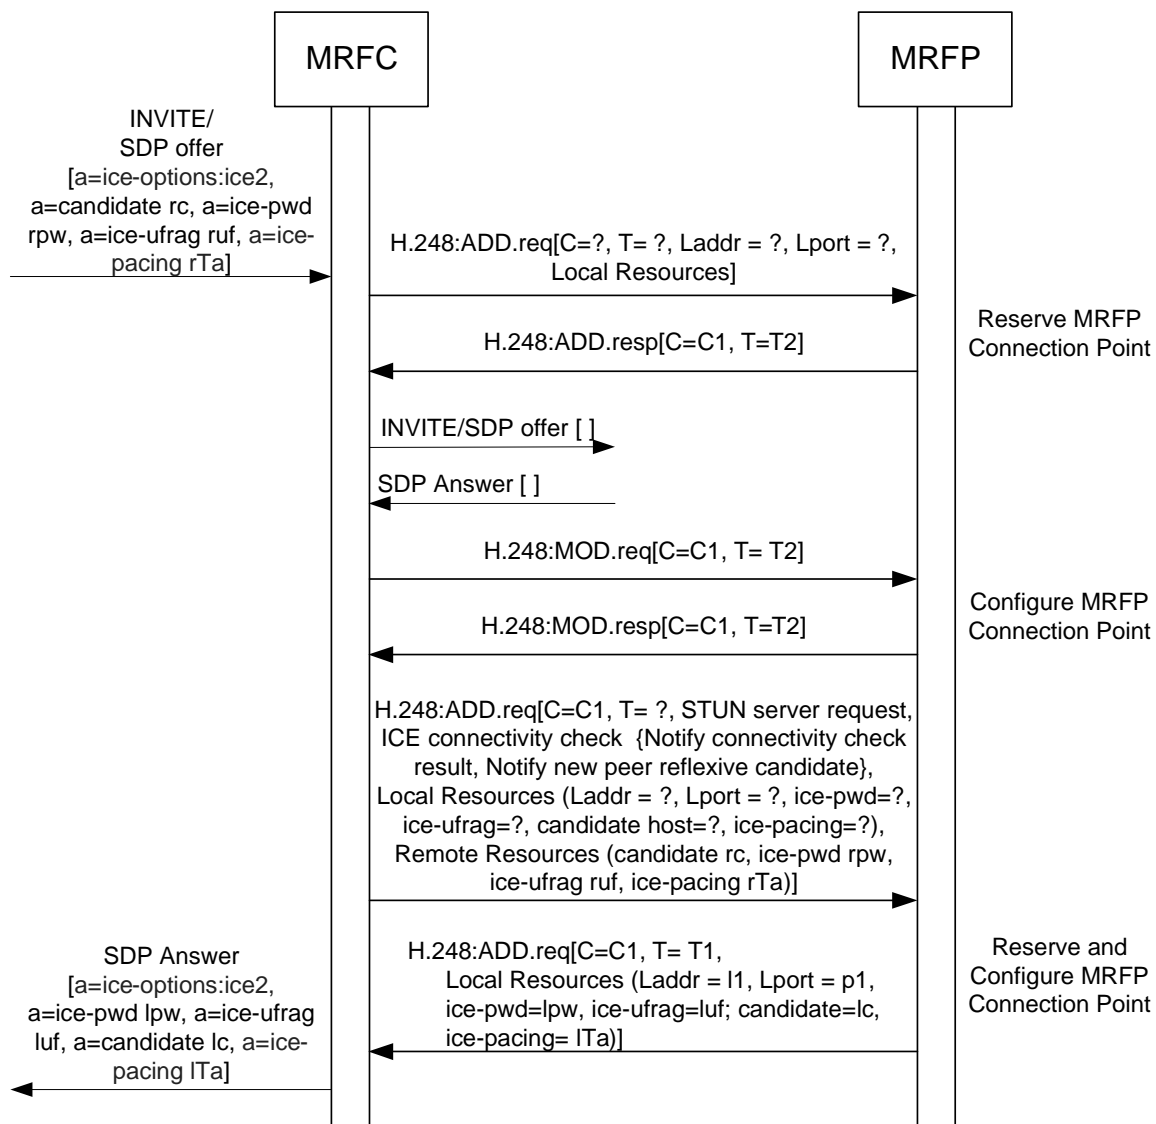 MRFC
MRFP
INVITE/
SDP offer
[a=ice-options:ice2,
a=candidate rc, a=ice-pwd
rpw, a=ice-ufrag ruf, a=ice-
pacing rTa]
H.248:ADD.req[C=?, T= ?, Laddr = ?, Lport = ?,
Local Resources]
Reserve MRFP
Connection Point
H.248:ADD.resp[C=C1, T=T2]
INVITE/SDP offer [ ]
SDP Answer [ ]
H.248:MOD.req[C=C1, T= T2]
Configure MRFP
Connection Point
H.248:MOD.resp[C=C1, T=T2]
H.248:ADD.req[C=C1, T= ?, STUN server request,
ICE connectivity check  {Notify connectivity check
result, Notify new peer reflexive candidate},
Local Resources (Laddr = ?, Lport = ?, ice-pwd=?,
ice-ufrag=?, candidate host=?, ice-pacing=?),
Remote Resources (candidate rc, ice-pwd rpw,
ice-ufrag ruf, ice-pacing rTa)]
Reserve and
Configure MRFP
Connection Point
H.248:ADD.req[C=C1, T= T1,
Local Resources (Laddr = l1, Lport = p1,
ice-pwd=lpw, ice-ufrag=luf; candidate=lc,
ice-pacing= lTa)]
SDP Answer
[a=ice-options:ice2,
a=ice-pwd lpw, a=ice-ufrag
luf, a=candidate lc, a=ice-
pacing lTa]